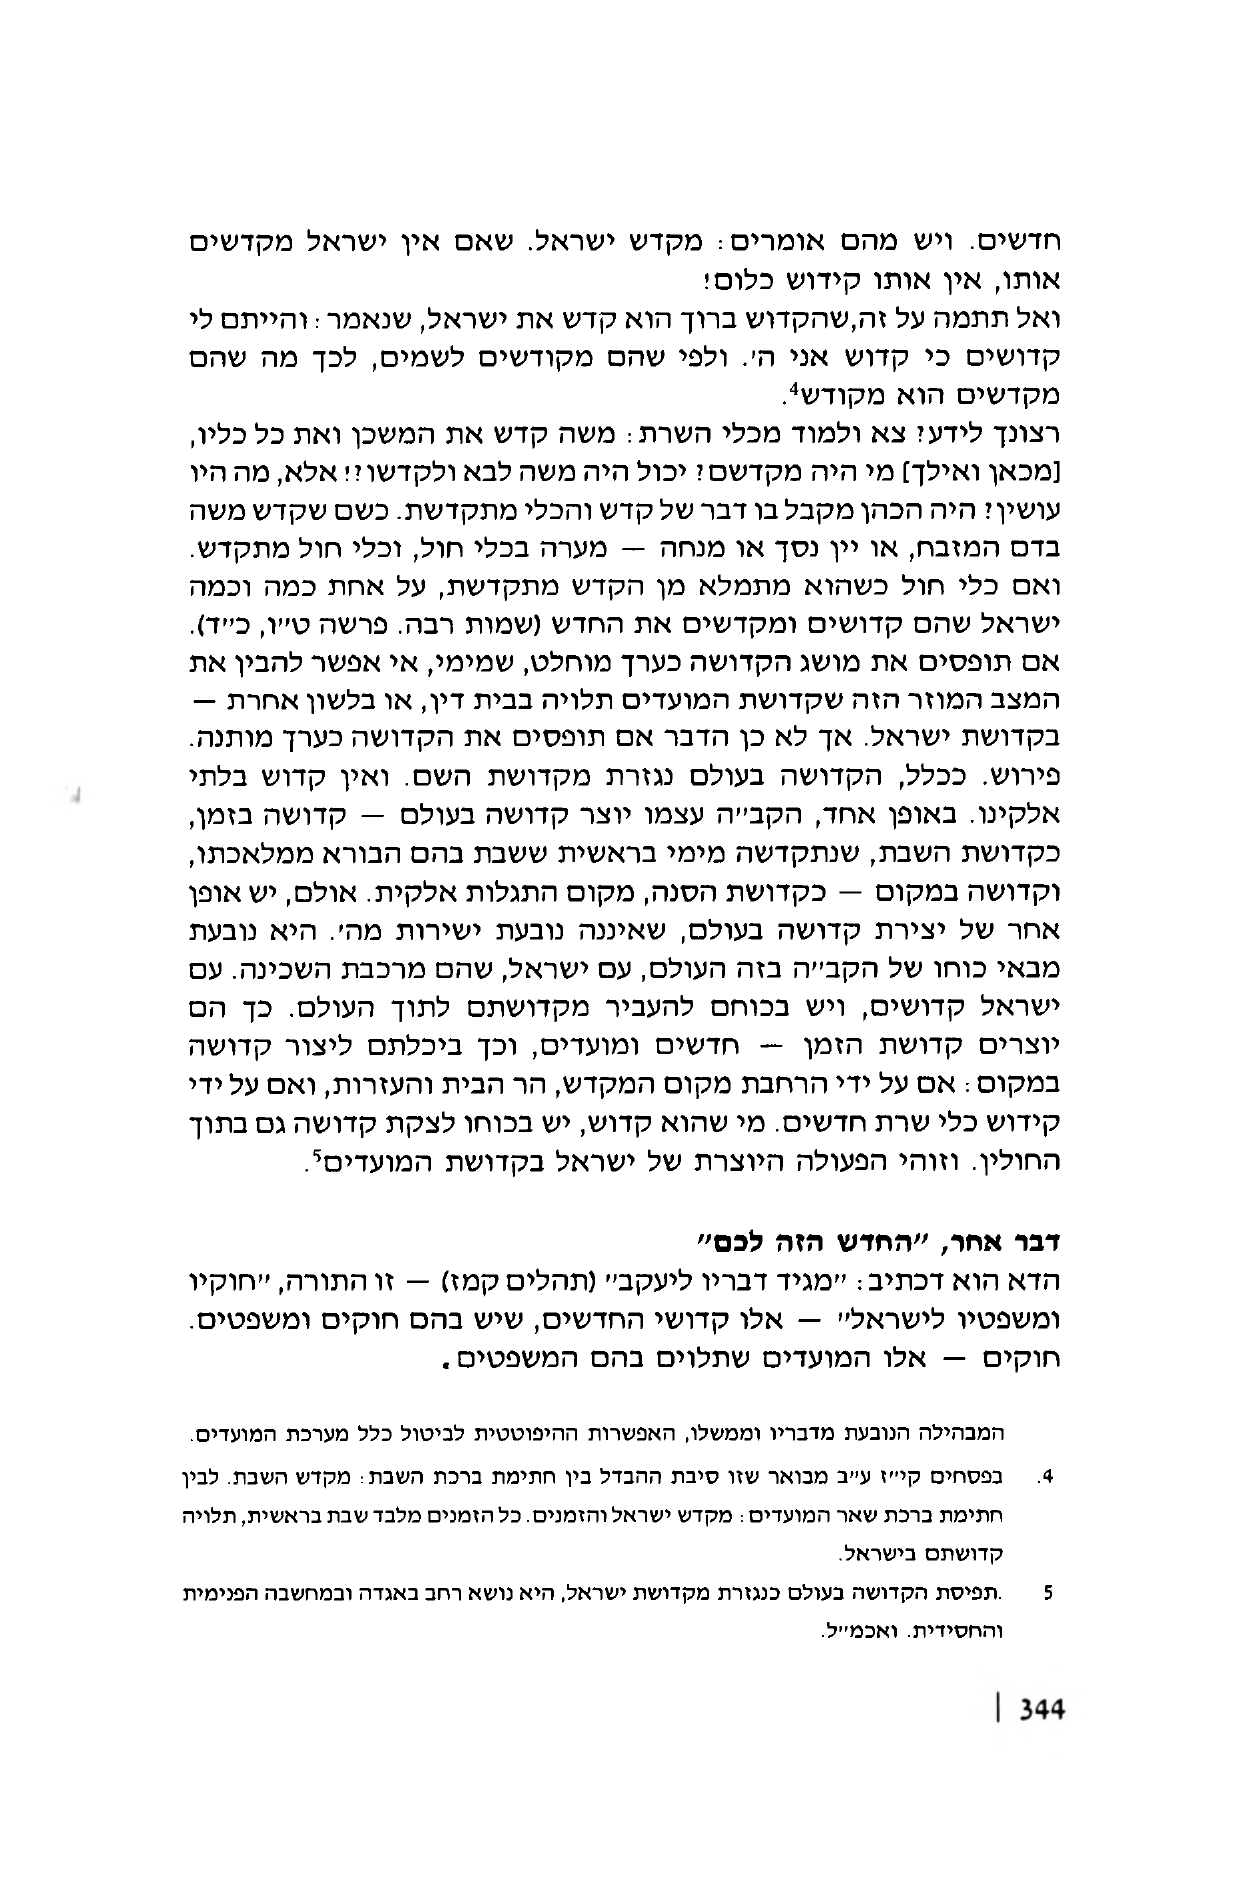 חדשים. ויש מהם אומרים: מקדש ישראל. שאם אין ישראל מקדשים
אותו, אין אותו קידוש כלום!
ואל תתמה על זה,שהקדוש ברוך הוא קדש את ישראל, שנאמר: והייתם לי
קדושים כי קדוש אני ה'. ולפי שהם מקודשים לשמים, לכך מה שהם
מקדשים הוא מקודש⁴.
רצונך לידע? צא ולמוד מכלי השרת: משה קדש את המשכן ואת כל כליו,
[מכאן ואילך] מי היה מקדשם? יכול היה משה לבא ולקדשו?! אלא, מה היו
עושין? היה הכהן מקבל בו דבר של קדש והכלי מתקדשת. כשם שקדש משה
בדם המזבח, או יין נסך או מנחה — מערה בכלי חול, וכלי חול מתקדש.
ואם כלי חול כשהוא מתמלא מן הקדש מתקדשת, על אחת כמה וכמה
ישראל שהם קדושים ומקדשים את החדש (שמות רבה. פרשה ט״ו, כ״ד).
אם תופסים את מושג הקדושה כערך מוחלט, שמימי, אי אפשר להבין את
המצב המוזר הזה שקדושת המועדים תלויה בבית דין, או בלשון אחרת —
בקדושת ישראל. אך לא כן הדבר אם תופסים את הקדושה כערך מותנה.
פירוש. ככלל, הקדושה בעולם נגזרת מקדושת השם. ואין קדוש בלתי
אלקינו. באופן אחד, הקב״ה עצמו יוצר קדושה בעולם — קדושה בזמן,
כקדושת השבת, שנתקדשה מימי בראשית ששבת בהם הבורא ממלאכתו,
וקדושה במקום — כקדושת הסנה, מקום התגלות אלקית. אולם, יש אופן
אחר של יצירת קדושה בעולם, שאיננה נובעת ישירות מה'. היא נובעת
מבאי כוחו של הקב״ה בזה העולם, עם ישראל, שהם מרכבת השכינה. עם
ישראל קדושים, ויש בכוחם להעביר מקדושתם לתוך העולם. כך הם
יוצרים קדושת הזמן — חדשים ומועדים, וכך ביכלתם ליצור קדושה
במקום: אם על ידי הרחבת מקום המקדש, הר הבית והעזרות, ואם על ידי
קידוש כלי שרת חדשים. מי שהוא קדוש, יש בכוחו לצקת קדושה גם בתוך
החולין. וזוהי הפעולה היוצרת של ישראל בקדושת המועדים⁵.
דבר אחר, ״החדש הזה לכם״
הדא הוא דכתיב: ״מגיד דבריו ליעקב״ (תהלים קמז) — זו התורה, ״חוקיו
ומשפטיו לישראל״ — אלו קדושי החדשים, שיש בהם חוקים ומשפטים.
חוקים — אלו המועדים שתלוים בהם המשפטים.
המבהילה הנובעת מדבריו וממשלו, האפשרות ההיפוטטית לביטול כלל מערכת המועדים.
4. בפסחים קי״ז ע״ב מבואר שזו סיבת ההבדל בין חתימת ברכת השבת: מקדש השבת. לבין
חתימת ברכת שאר המועדים: מקדש ישראל והזמנים. כל הזמנים מלבד שבת בראשית, תלויה
קדושתם בישראל.
5 .תפיסת הקדושה בעולם כנגזרת מקדושת ישראל, היא נושא רחב באגדה ובמחשבה הפנימית
והחסידית. ואכמ״ל.
344 |